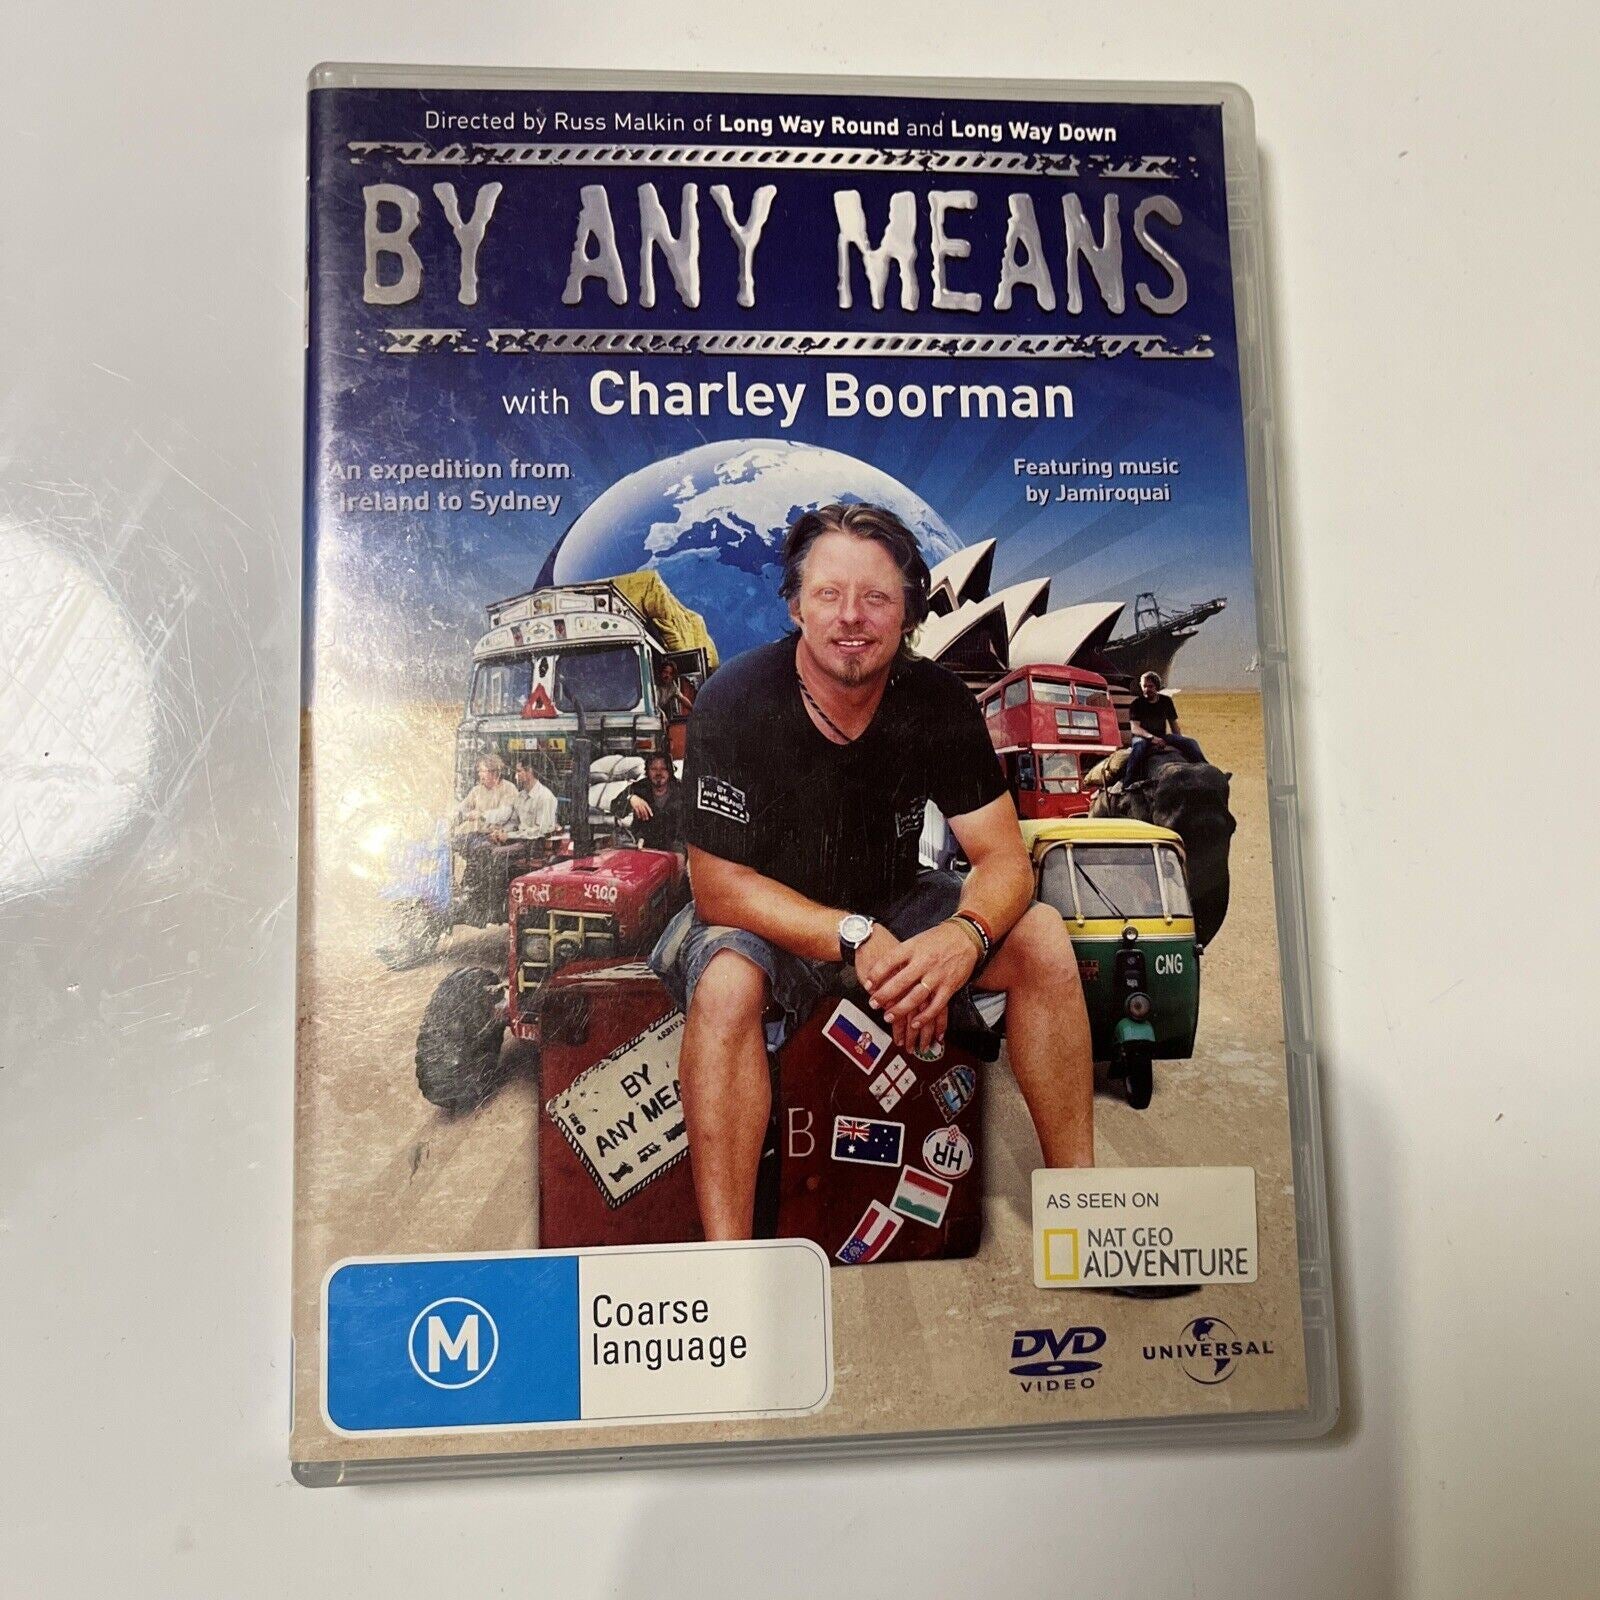 Directed by Russ Malkin of Long Way Round and Long Way Down
BY ANY MEANS
with Charley Boorman
An expedition from
Ireland to Sydney
Featuring music
by Jamiroquai
BY
ANY MEANS
CNG
BY
ANY MEA
B
HR
AS SEEN ON
NAT GEO
ADVENTURE
M
Coarse
language
DVD
VIDEO
UNIVERSAL